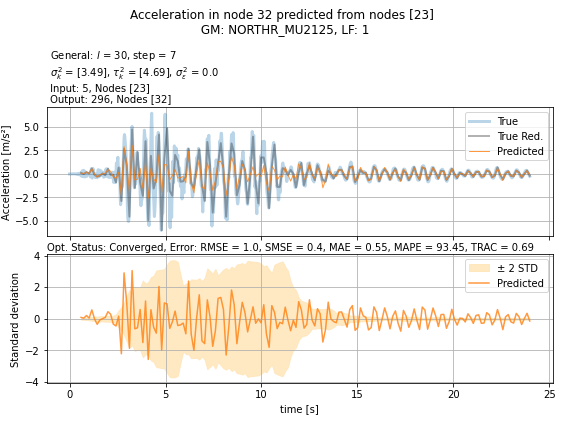 Acceleration in node 32 predicted from nodes [23]
GM: NORTHR_MU2125, LF: 1
General: l = 30, step = 7
σ²ₖ = [3.49], τ²ₖ = [4.69], σ²ε = 0.0
Input: 5, Nodes [23]
Output: 296, Nodes [32]
Acceleration [m/s²]
5.0
2.5
0.0
−2.5
−5.0
True
True Red.
Predicted
Opt. Status: Converged, Error: RMSE = 1.0, SMSE = 0.4, MAE = 0.55, MAPE = 93.45, TRAC = 0.69
Standard deviation
4
2
0
−2
−4
± 2 STD
Predicted
0 5 10 15 20 25
time [s]